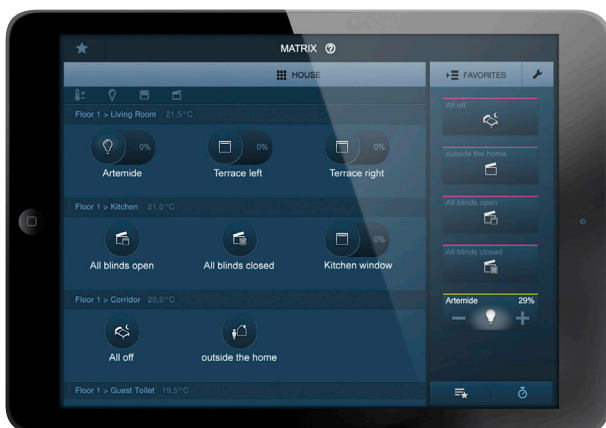 MATRIX ?
HOUSE
FAVORITES
Floor 1 > Living Room 21,5°C
0%
0%
0%
Artemide
Terrace left
Terrace right
Floor 1 > Kitchen 21,0°C
0%
All blinds open
All blinds closed
Kitchen window
Floor 1 > Corridor 20,0°C
All off
outside the home
Floor 1 > Guest Toilet 19.5°C
All off
outside the home
All blinds open
All blinds closed
Artemide 29%